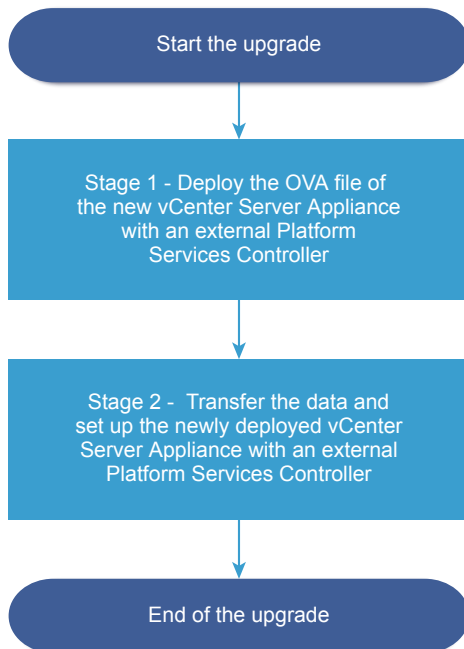 Start the upgrade
Stage 1 - Deploy the OVA file of
the new vCenter Server Appliance
with an external Platform
Services Controller
Stage 2 -  Transfer the data and
set up the newly deployed vCenter
Server Appliance with an external
Platform Services Controller
End of the upgrade